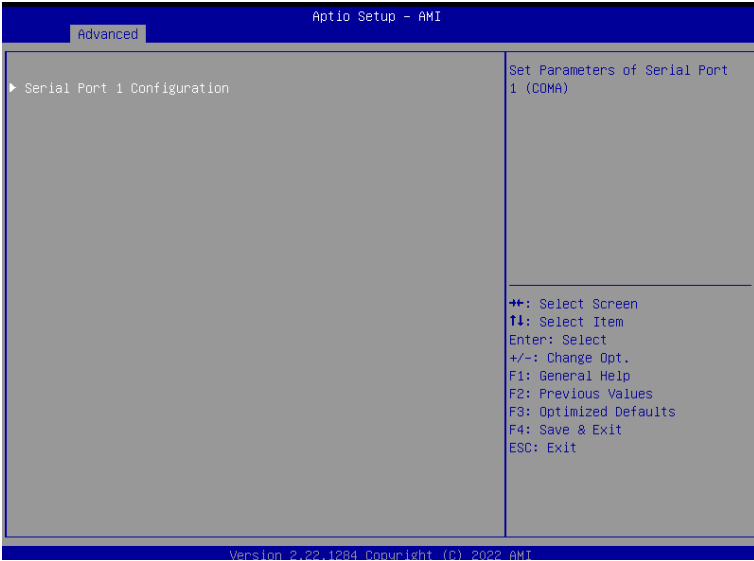 Aptio Setup – AMI
Advanced
▶ Serial Port 1 Configuration
Set Parameters of Serial Port
1 (COMA)
→←: Select Screen
↑↓: Select Item
Enter: Select
+/-: Change Opt.
F1: General Help
F2: Previous Values
F3: Optimized Defaults
F4: Save & Exit
ESC: Exit
Version 2.22.1284 Copyright (C) 2022 AMI